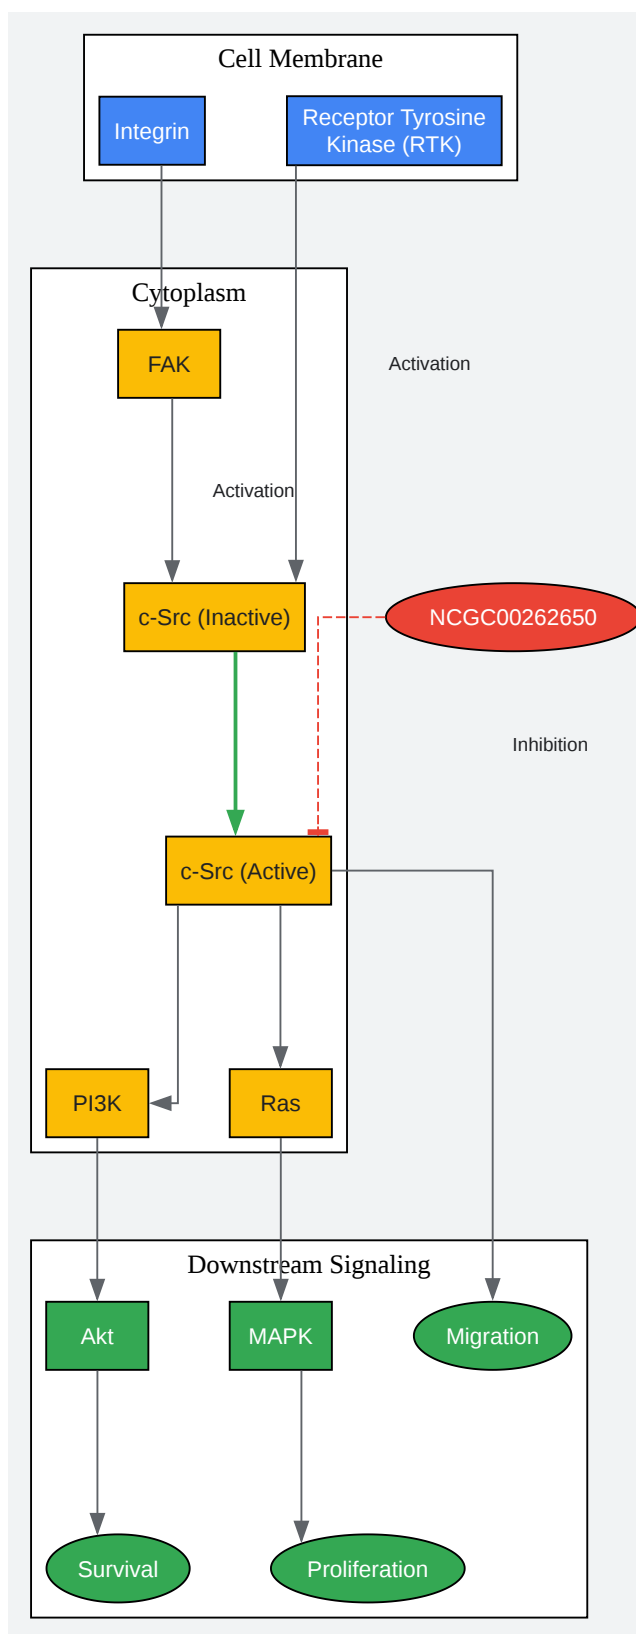 Cell Membrane
Integrin
Receptor Tyrosine
Kinase (RTK)
Cytoplasm
FAK
Activation
Activation
c-Src (Inactive)
NCGC00262650
Inhibition
c-Src (Active)
PI3K
Ras
Downstream Signaling
Akt
MAPK
Migration
Survival
Proliferation